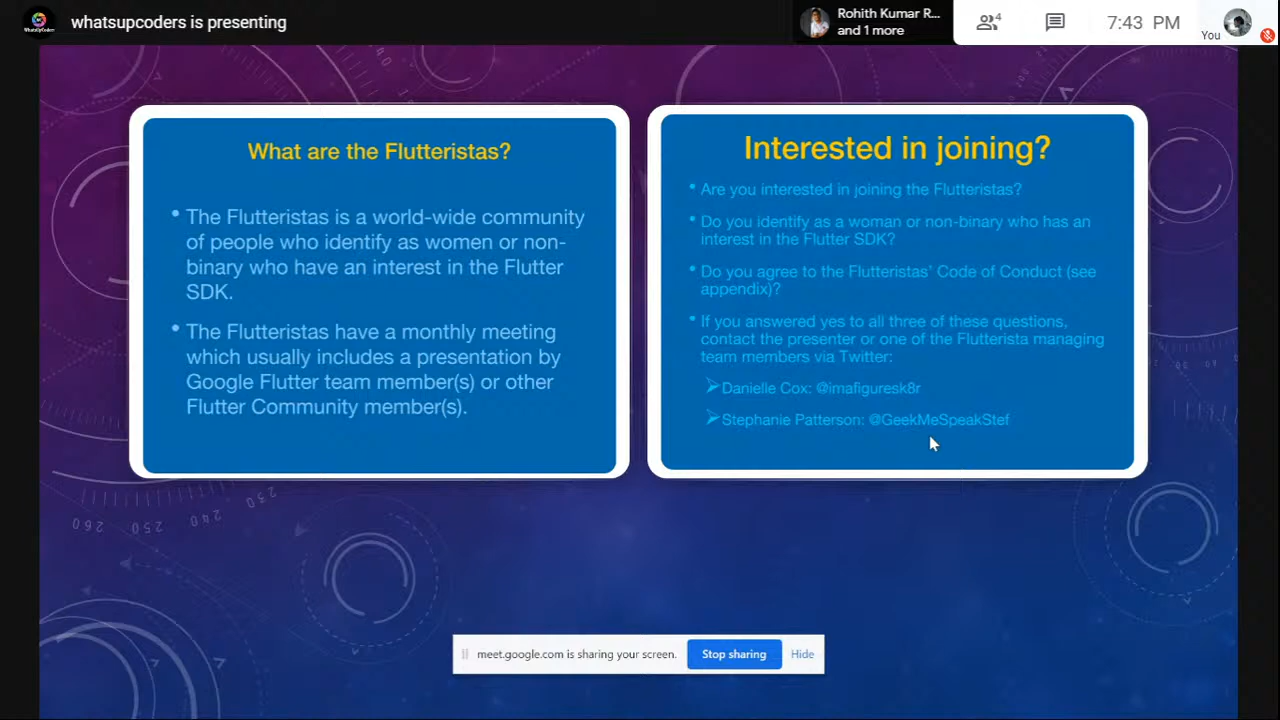 whatsupcoders is presenting
Rohith Kumar R...
and 1 more
4
7:43 PM
You
What are the Flutteristas?
• The Flutteristas is a world-wide community
of people who identify as women or non-
binary who have an interest in the Flutter
SDK.
• The Flutteristas have a monthly meeting
which usually includes a presentation by
Google Flutter team member(s) or other
Flutter Community member(s).
Interested in joining?
• Are you interested in joining the Flutteristas?
• Do you identify as a woman or non-binary who has an
interest in the Flutter SDK?
• Do you agree to the Flutteristas’ Code of Conduct (see
appendix)?
• If you answered yes to all three of these questions,
contact the presenter or one of the Flutterista managing
team members via Twitter:
➢Danielle Cox: @imafiguresk8r
➢Stephanie Patterson: @GeekMeSpeakStef
260 250 240 230
meet.google.com is sharing your screen.
Stop sharing
Hide